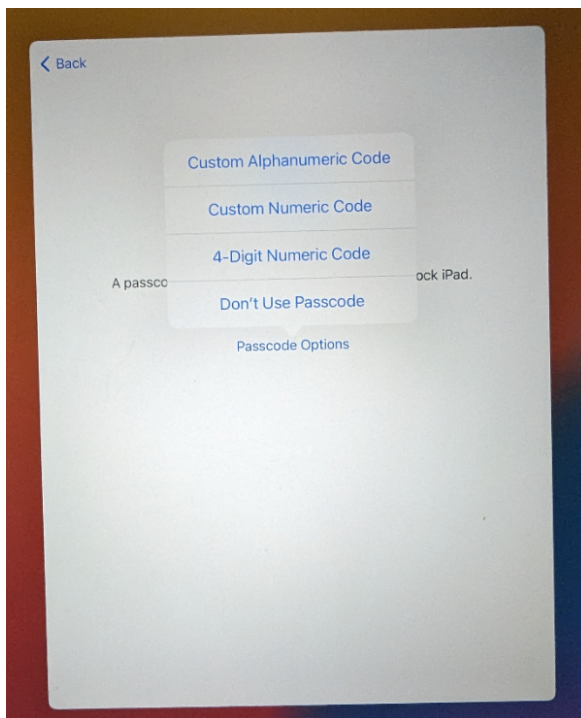 Back
Custom Alphanumeric Code
Custom Numeric Code
4-Digit Numeric Code
A passco ock iPad.
Don't Use Passcode
Passcode Options